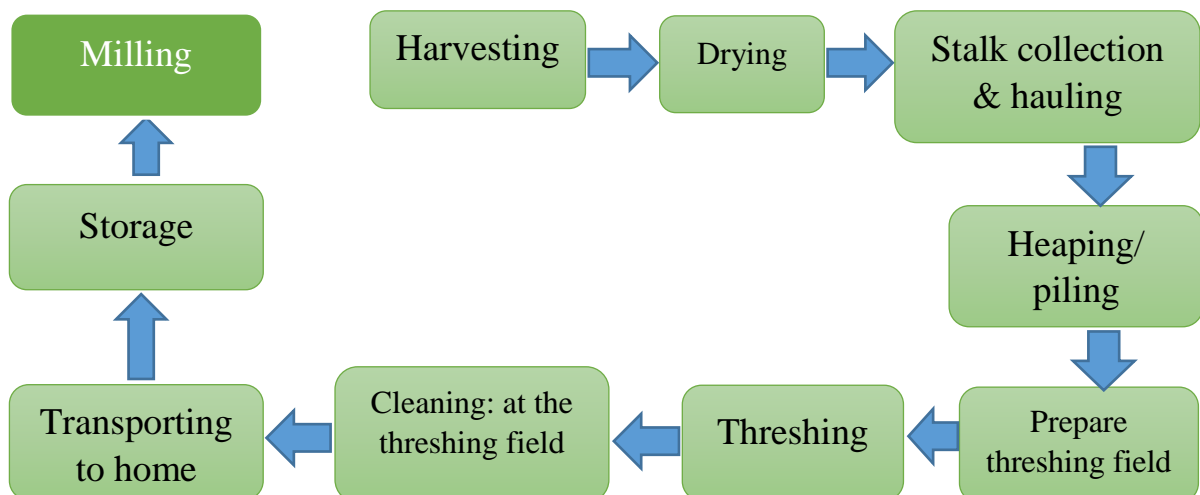 Harvesting
Drying
Stalk collection
& hauling
Heaping/
piling
Prepare
threshing field
Threshing
Cleaning: at the
threshing field
Transporting
to home
Storage
Milling